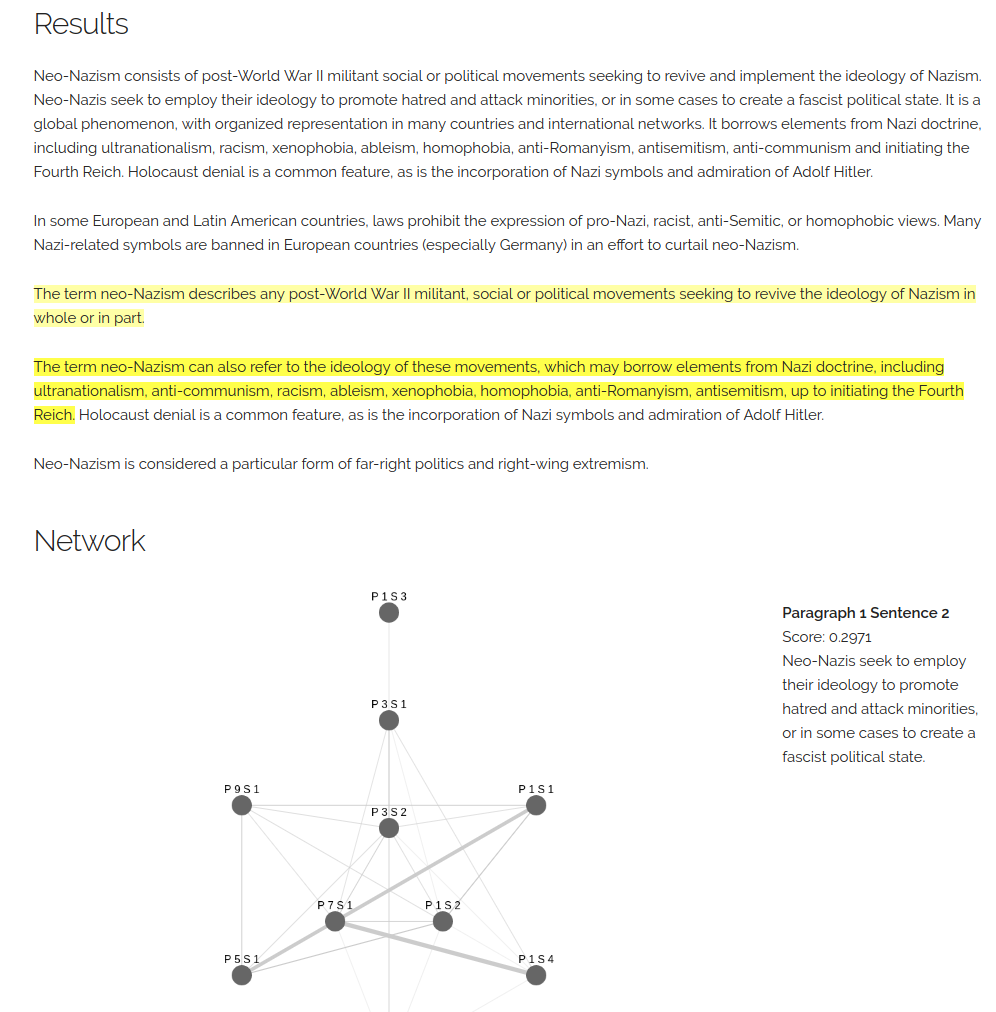 Results
Neo-Nazism consists of post-World War II militant social or political movements seeking to revive and implement the ideology of Nazism.
Neo-Nazis seek to employ their ideology to promote hatred and attack minorities, or in some cases to create a fascist political state. It is a
global phenomenon, with organized representation in many countries and international networks. It borrows elements from Nazi doctrine,
including ultranationalism, racism, xenophobia, ableism, homophobia, anti-Romanyism, antisemitism, anti-communism and initiating the
Fourth Reich. Holocaust denial is a common feature, as is the incorporation of Nazi symbols and admiration of Adolf Hitler.
In some European and Latin American countries, laws prohibit the expression of pro-Nazi, racist, anti-Semitic, or homophobic views. Many
Nazi-related symbols are banned in European countries (especially Germany) in an effort to curtail neo-Nazism.
The term neo-Nazism describes any post-World War II militant, social or political movements seeking to revive the ideology of Nazism in
whole or in part.
The term neo-Nazism can also refer to the ideology of these movements, which may borrow elements from Nazi doctrine, including
ultranationalism, anti-communism, racism, ableism, xenophobia, homophobia, anti-Romanyism, antisemitism, up to initiating the Fourth
Reich. Holocaust denial is a common feature, as is the incorporation of Nazi symbols and admiration of Adolf Hitler.
Neo-Nazism is considered a particular form of far-right politics and right-wing extremism.
Network
P1S3
P3S1
P9S1
P1S1
P3S2
P7S1
P1S2
P5S1
P1S4
Paragraph 1 Sentence 2
Score: 0.2971
Neo-Nazis seek to employ
their ideology to promote
hatred and attack minorities,
or in some cases to create a
fascist political state.